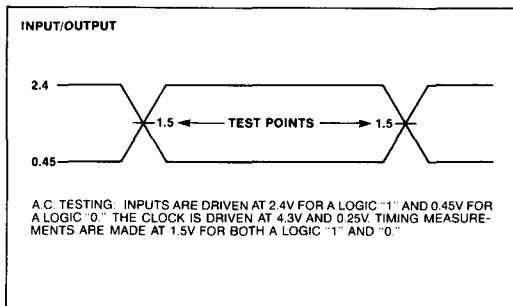 INPUT/OUTPUT
2.4
1.5 TEST POINTS 1.5
0.45
A.C. TESTING: INPUTS ARE DRIVEN AT 2.4V FOR A LOGIC "1" AND 0.45V FOR
A LOGIC "0." THE CLOCK IS DRIVEN AT 4.3V AND 0.25V. TIMING MEASURE-
MENTS ARE MADE AT 1.5V FOR BOTH A LOGIC "1" AND "0."